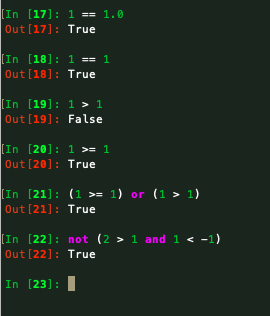 [In [17]: 1 == 1.0
Out[17]: True
[In [18]: 1 == 1
Out[18]: True
[In [19]: 1 > 1
Out[19]: False
[In [20]: 1 >= 1
Out[20]: True
[In [21]: (1 >= 1) or (1 > 1)
Out[21]: True
[In [22]: not (2 > 1 and 1 < -1)
Out[22]: True
In [23]: